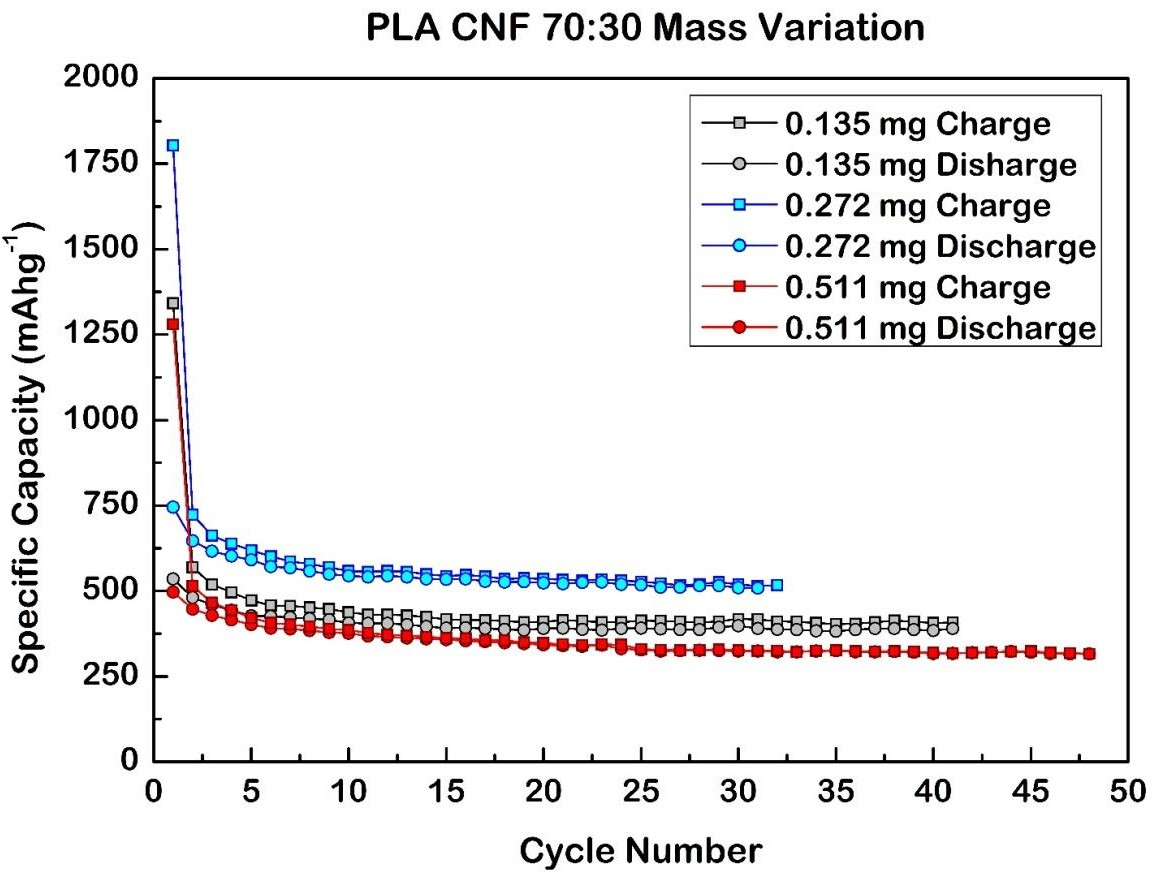 PLA CNF 70:30 Mass Variation
2000
1750
1500
1250
1000
750
500
250
0
Specific Capacity (mAhg⁻¹)
0.135 mg Charge
0.135 mg Disharge
0.272 mg Charge
0.272 mg Discharge
0.511 mg Charge
0.511 mg Discharge
0 5 10 15 20 25 30 35 40 45 50
Cycle Number